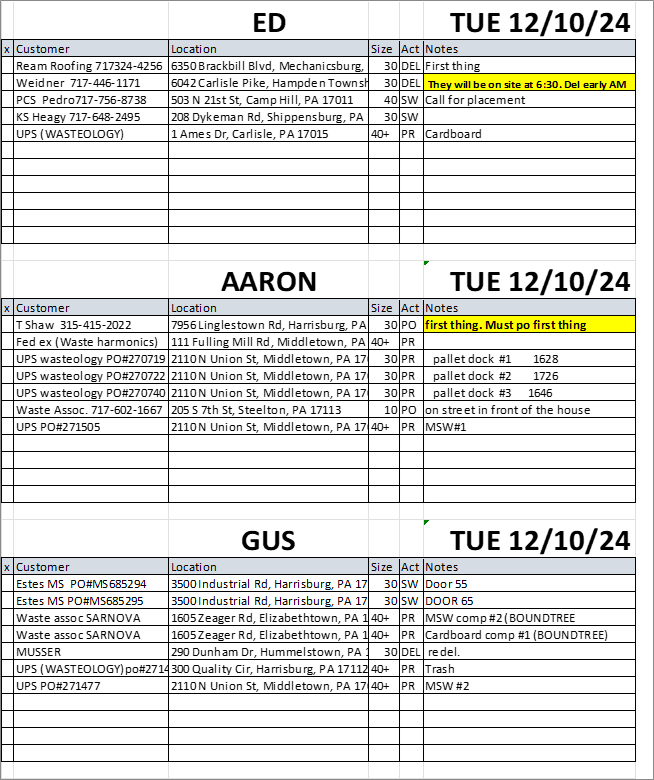 ED TUE 12/10/24
x Customer Location Size Act Notes
Ream Roofing 717324-4256 6350 Brackbill Blvd, Mechanicsburg, 30 DEL First thing
Weidner 717-446-1171 6042 Carlisle Pike, Hampden Townsh 30 DEL They will be on site at 6:30. Del early AM
PCS Pedro717-756-8738 503 N 21st St, Camp Hill, PA 17011 40 SW Call for placement
KS Heagy 717-648-2495 208 Dykeman Rd, Shippensburg, PA 30 SW
UPS (WASTEOLOGY) 1 Ames Dr, Carlisle, PA 17015 40+ PR Cardboard
AARON TUE 12/10/24
x Customer Location Size Act Notes
T Shaw 315-415-2022 7956 Linglestown Rd, Harrisburg, PA 30 PO first thing. Must po first thing
Fed ex (Waste harmonics) 111 Fulling Mill Rd, Middletown, PA 40+ PR
UPS wasteology PO#270719 2110 N Union St, Middletown, PA 17 30 PR pallet dock #1 1628
UPS wasteology PO#270722 2110 N Union St, Middletown, PA 17 30 PR pallet dock #2 1726
UPS wasteology PO#270740 2110 N Union St, Middletown, PA 17 30 PR pallet dock #3 1646
Waste Assoc. 717-602-1667 205 S 7th St, Steelton, PA 17113 10 PO on street in front of the house
UPS PO#271505 2110 N Union St, Middletown, PA 17 40+ PR MSW#1
GUS TUE 12/10/24
x Customer Location Size Act Notes
Estes MS PO#MS685294 3500 Industrial Rd, Harrisburg, PA 17 30 SW Door 55
Estes MS PO#MS685295 3500 Industrial Rd, Harrisburg, PA 17 30 SW DOOR 65
Waste assoc SARNOVA 1605 Zeager Rd, Elizabethtown, PA 1 40+ PR MSW comp #2 (BOUNDTREE
Waste assoc SARNOVA 1605 Zeager Rd, Elizabethtown, PA 1 40+ PR Cardboard comp #1 (BOUNDTREE)
MUSSER 290 Dunham Dr, Hummelstown, PA 1 30 DEL re del.
UPS (WASTEOLOGY)po#2714 300 Quality Cir, Harrisburg, PA 17112 40+ PR Trash
UPS PO#271477 2110 N Union St, Middletown, PA 17 40+ PR MSW #2